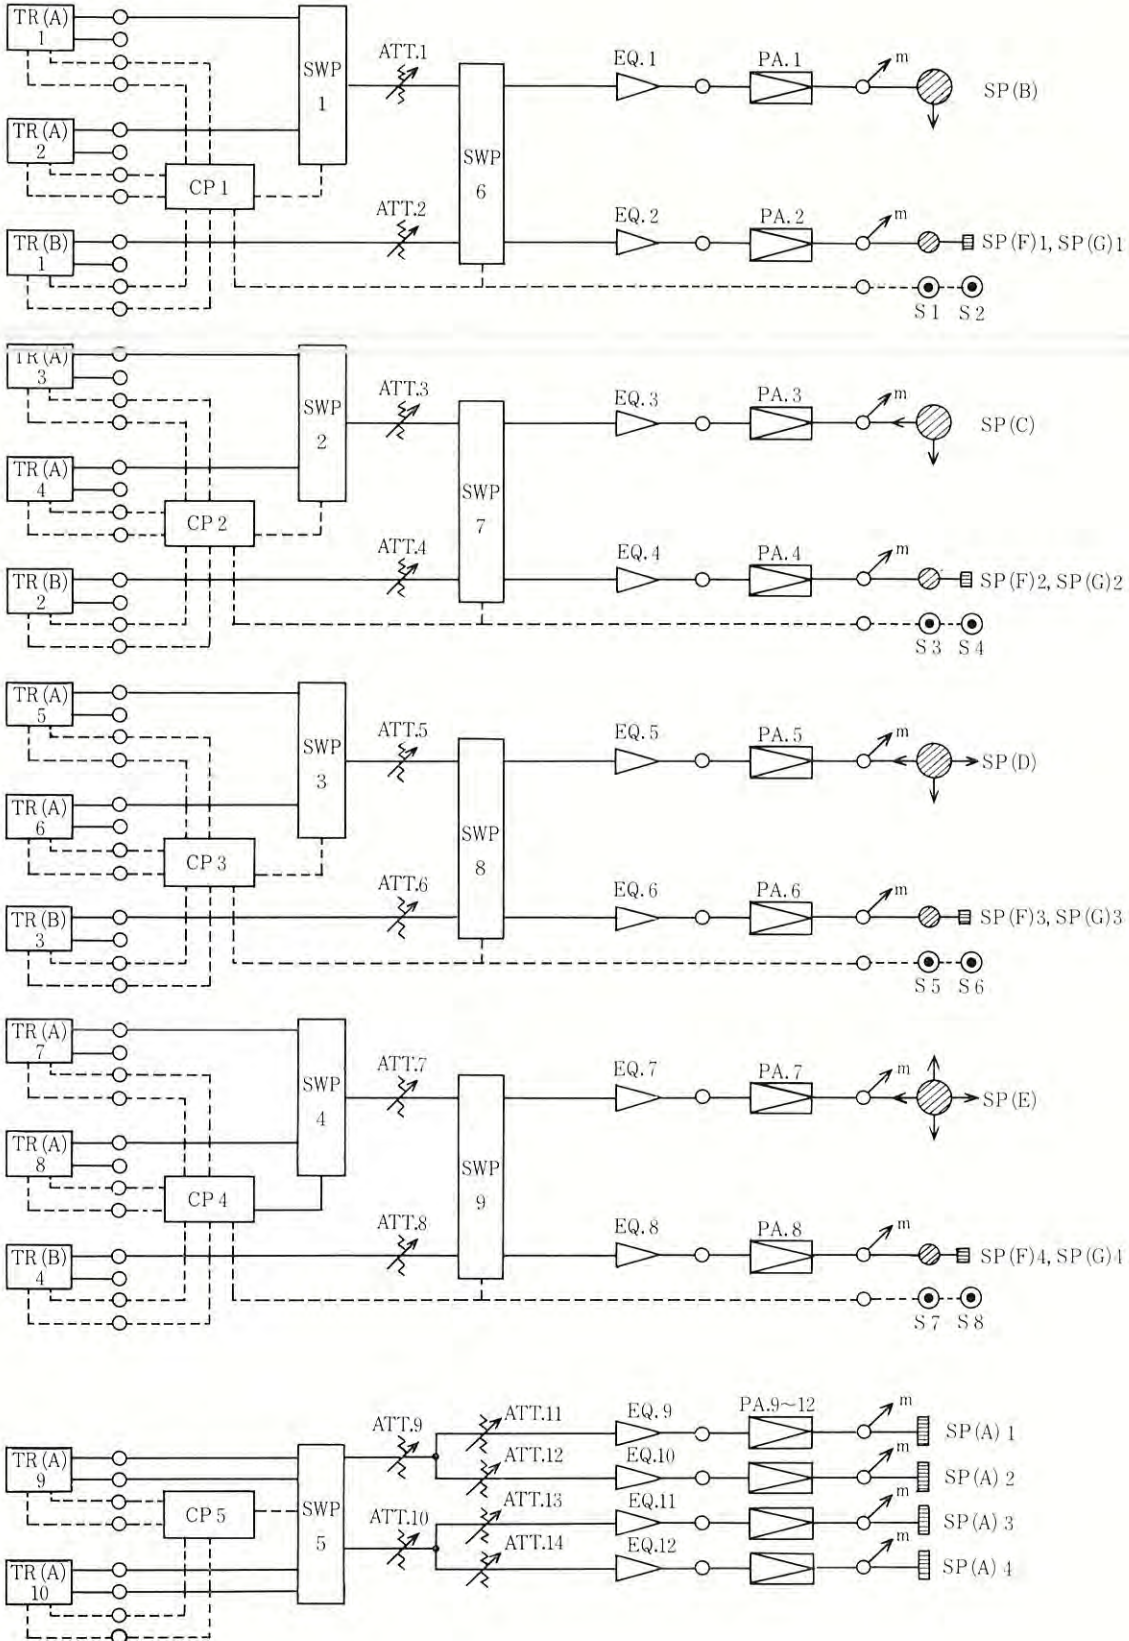 TR(A)
1
SWP
1
ATT.1
EQ.1
PA.1
m
SP(B)
TR(A)
2
CP1
SWP
6
TR(B)
1
ATT.2
EQ.2
PA.2
m
SP(F)1, SP(G)1
S1 S2
TR(A)
3
SWP
2
ATT.3
EQ.3
PA.3
m
SP(C)
TR(A)
4
CP2
SWP
7
TR(B)
2
ATT.4
EQ.4
PA.4
m
SP(F)2, SP(G)2
S3 S4
TR(A)
5
SWP
3
ATT.5
EQ.5
PA.5
m
SP(D)
TR(A)
6
CP3
SWP
8
TR(B)
3
ATT.6
EQ.6
PA.6
m
SP(F)3, SP(G)3
S5 S6
TR(A)
7
SWP
4
ATT.7
EQ.7
PA.7
m
SP(E)
TR(A)
8
CP4
SWP
9
TR(B)
4
ATT.8
EQ.8
PA.8
m
SP(F)4, SP(G)4
S7 S8
TR(A)
9
CP5
SWP
5
TR(A)
10
ATT.9
ATT.10
ATT.11
EQ.9
PA.9~12
m
SP(A)1
ATT.12
EQ.10
m
SP(A)2
ATT.13
EQ.11
m
SP(A)3
ATT.14
EQ.12
m
SP(A)4